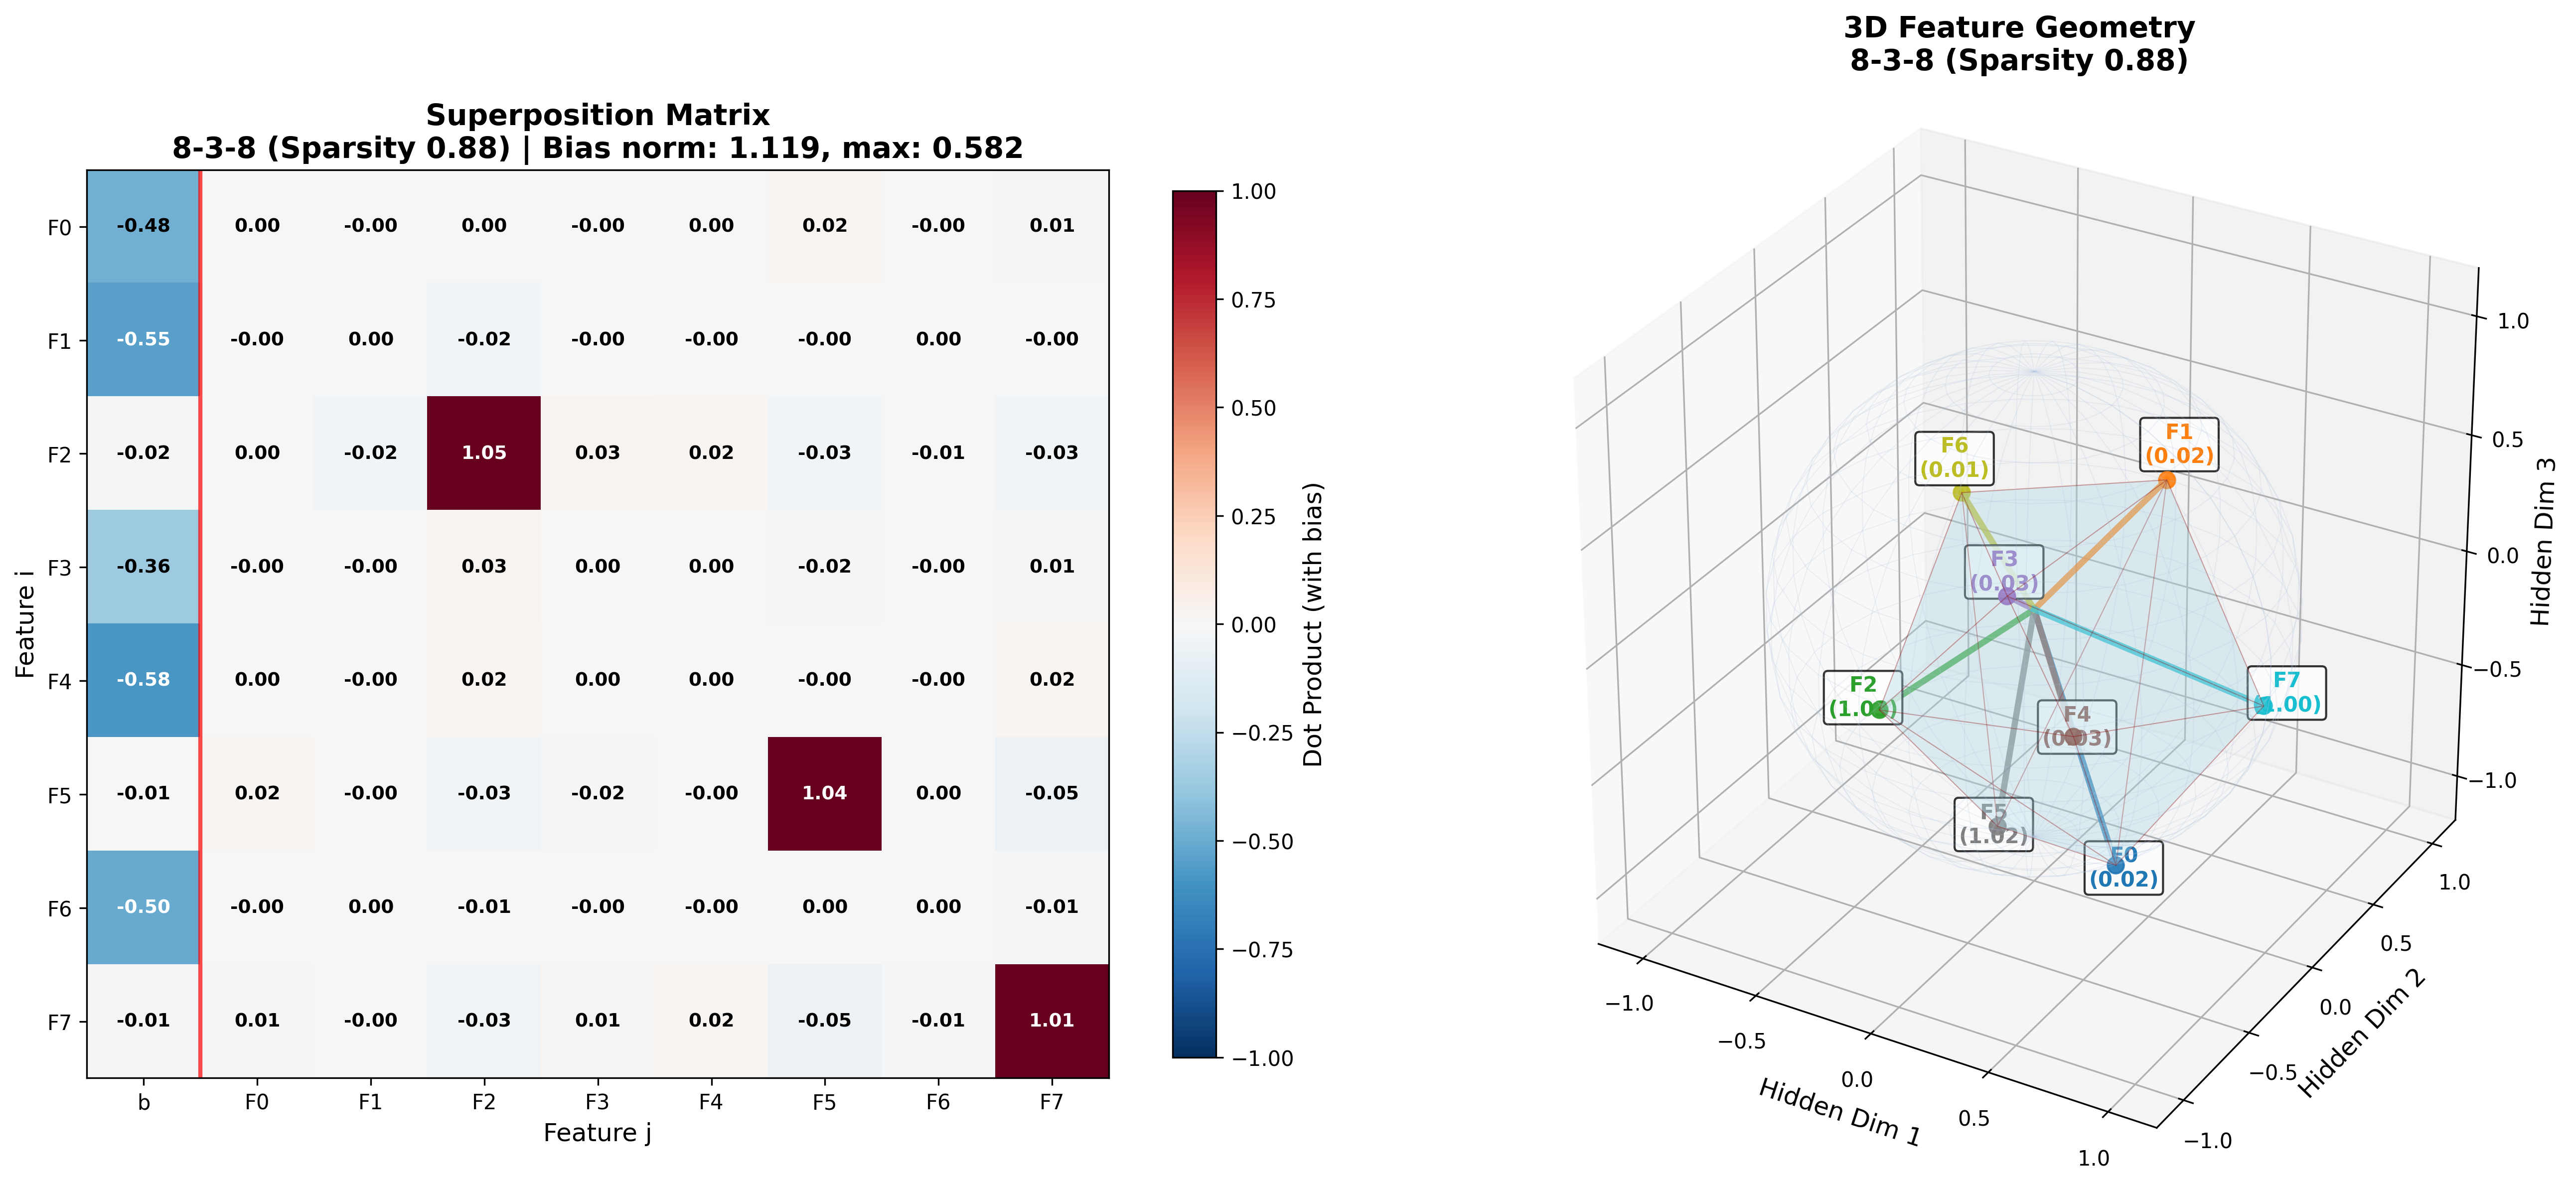 Superposition Matrix
8-3-8 (Sparsity 0.88) | Bias norm: 1.119, max: 0.582
Feature i
F0 -0.48 0.00 -0.00 0.00 -0.00 0.00 0.02 -0.00 0.01
F1 -0.55 -0.00 0.00 -0.02 -0.00 -0.00 -0.00 0.00 -0.00
F2 -0.02 0.00 -0.02 1.05 0.03 0.02 -0.03 -0.01 -0.03
F3 -0.36 -0.00 -0.00 0.03 0.00 0.00 -0.02 -0.00 0.01
F4 -0.58 0.00 -0.00 0.02 0.00 0.00 -0.00 -0.00 0.02
F5 -0.01 0.02 -0.00 -0.03 -0.02 -0.00 1.04 0.00 -0.05
F6 -0.50 -0.00 0.00 -0.01 -0.00 -0.00 0.00 0.00 -0.01
F7 -0.01 0.01 -0.00 -0.03 0.01 0.02 -0.05 -0.01 1.01
b F0 F1 F2 F3 F4 F5 F6 F7
Feature j
1.00
0.75
0.50
0.25
0.00
−0.25
−0.50
−0.75
−1.00
Dot Product (with bias)
3D Feature Geometry
8-3-8 (Sparsity 0.88)
F6
(0.01)
F1
(0.02)
F3
(0.03)
F2
F7
F4
F5
(1.02)
F0
(0.02)
1.0
0.5
0.0
−0.5
−1.0
Hidden Dim 3
−1.0
−0.5
0.0
0.5
1.0
Hidden Dim 1
1.0
0.5
0.0
−0.5
−1.0
Hidden Dim 2